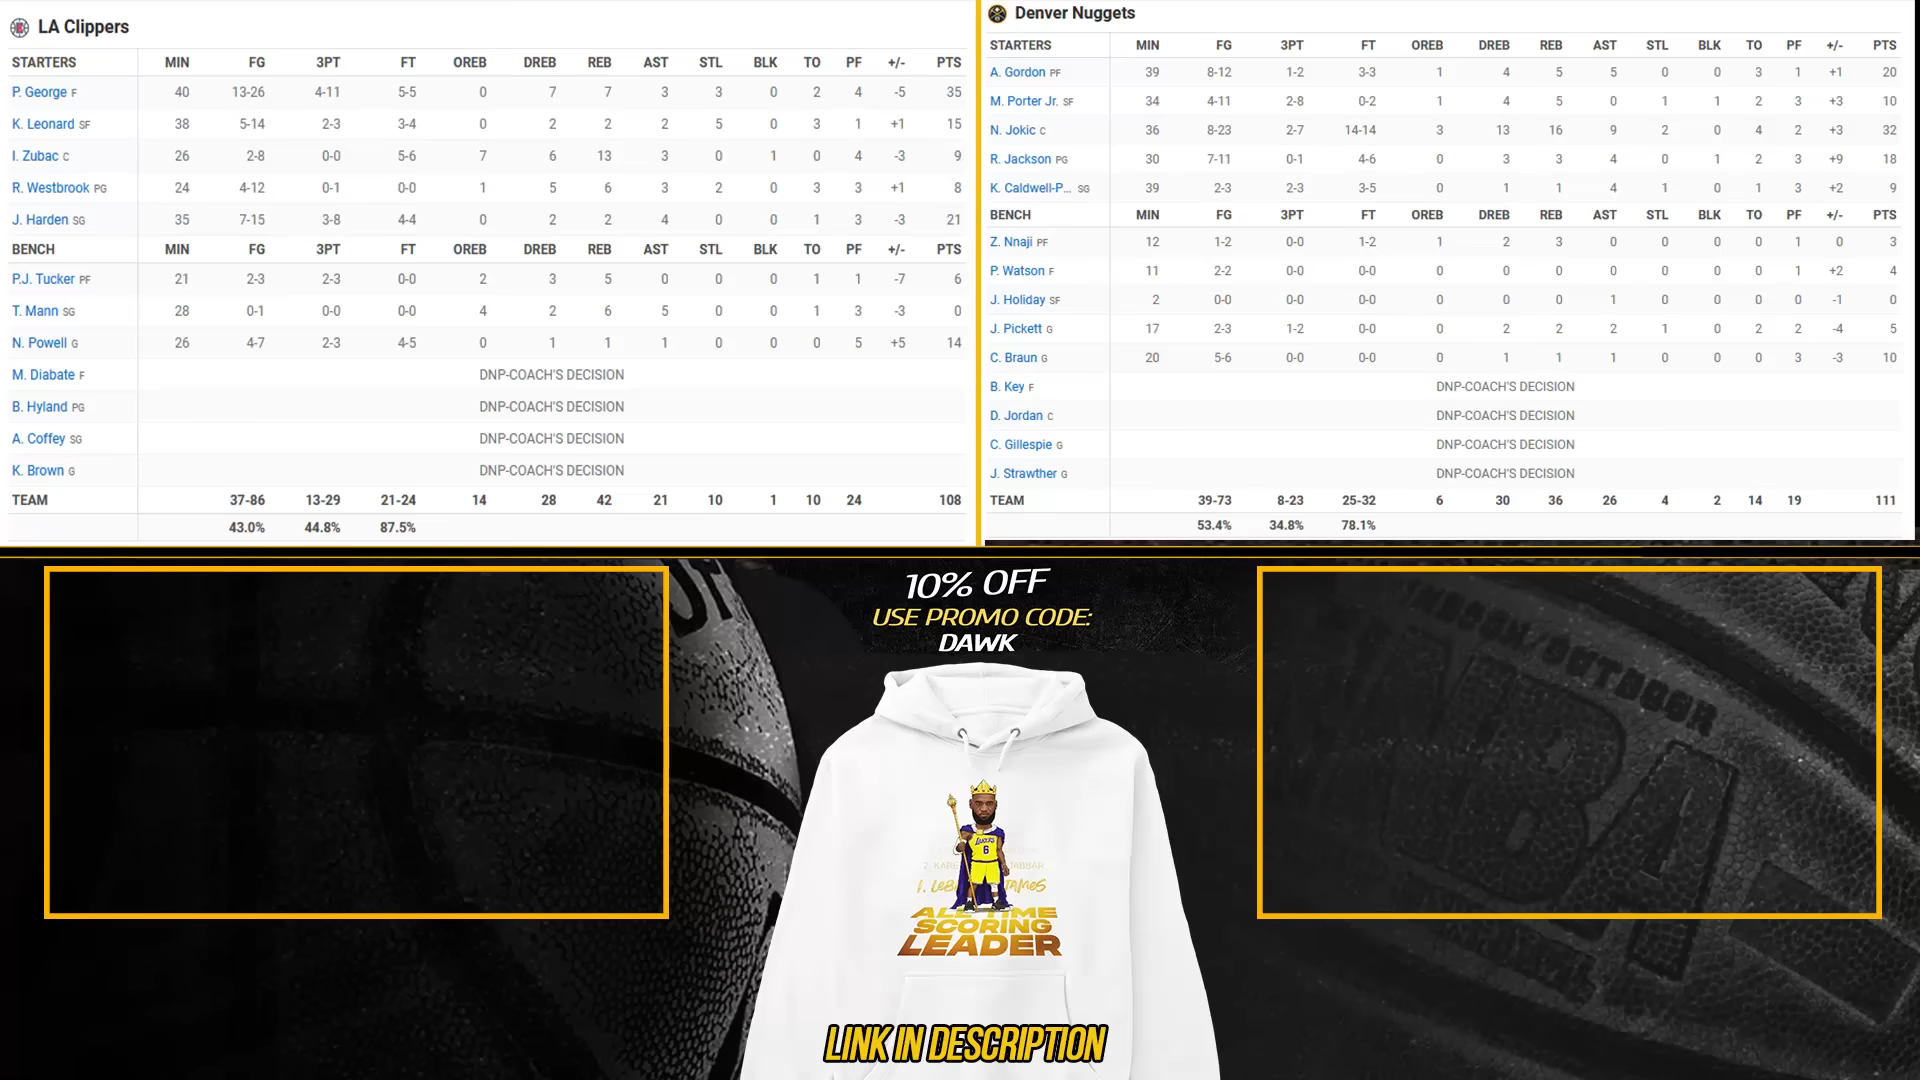 LA Clippers
STARTERS MIN FG 3PT FT OREB DREB REB AST STL BLK TO PF +/- PTS
P. George F 40 13-26 4-11 5-5 0 7 7 3 3 0 2 4 -5 35
K. Leonard SF 38 5-14 2-3 3-4 0 2 2 2 5 0 3 1 +1 15
I. Zubac C 26 2-8 0-0 5-6 7 6 13 3 0 1 0 4 -3 9
R. Westbrook PG 24 4-12 0-1 0-0 1 5 6 3 2 0 3 3 +1 8
J. Harden SG 35 7-15 3-8 4-4 0 2 2 4 0 0 1 3 -3 21
BENCH MIN FG 3PT FT OREB DREB REB AST STL BLK TO PF +/- PTS
P.J. Tucker PF 21 2-3 2-3 0-0 2 3 5 0 0 0 1 1 -7 6
T. Mann SG 28 0-1 0-0 0-0 4 2 6 5 0 0 1 3 -3 0
N. Powell G 26 4-7 2-3 4-5 0 1 1 1 0 0 0 5 +5 14
M. Diabate F DNP-COACH'S DECISION
B. Hyland PG DNP-COACH'S DECISION
A. Coffey SG DNP-COACH'S DECISION
K. Brown G DNP-COACH'S DECISION
TEAM 37-86 13-29 21-24 14 28 42 21 10 1 10 24 108
43.0% 44.8% 87.5%
Denver Nuggets
STARTERS MIN FG 3PT FT OREB DREB REB AST STL BLK TO PF +/- PTS
A. Gordon PF 39 8-12 1-2 3-3 1 4 5 5 0 0 3 1 +1 20
M. Porter Jr. SF 34 4-11 2-8 0-2 1 4 5 0 1 1 2 3 +3 10
N. Jokic C 36 8-23 2-7 14-14 3 13 16 9 2 0 4 2 +3 32
R. Jackson PG 30 7-11 0-1 4-6 0 3 3 4 0 1 2 3 +9 18
K. Caldwell-P... SG 39 2-3 2-3 3-5 0 1 1 4 1 0 1 3 +2 9
BENCH MIN FG 3PT FT OREB DREB REB AST STL BLK TO PF +/- PTS
Z. Nnaji PF 12 1-2 0-0 1-2 1 2 3 0 0 0 0 1 0 3
P. Watson F 11 2-2 0-0 0-0 0 0 0 0 0 0 0 1 +2 4
J. Holiday SF 2 0-0 0-0 0-0 0 0 0 1 0 0 0 0 -1 0
J. Pickett G 17 2-3 1-2 0-0 0 2 2 2 1 0 2 2 -4 5
C. Braun G 20 5-6 0-0 0-0 0 1 1 1 0 0 0 3 -3 10
B. Key F DNP-COACH'S DECISION
D. Jordan C DNP-COACH'S DECISION
C. Gillespie G DNP-COACH'S DECISION
J. Strawther G DNP-COACH'S DECISION
TEAM 39-73 8-23 25-32 6 30 36 26 4 2 14 19 111
53.4% 34.8% 78.1%
10% OFF
USE PROMO CODE:
DAWK
LAKERS
6
ALL TIME
SCORING
LEADER
LINK IN DESCRIPTION